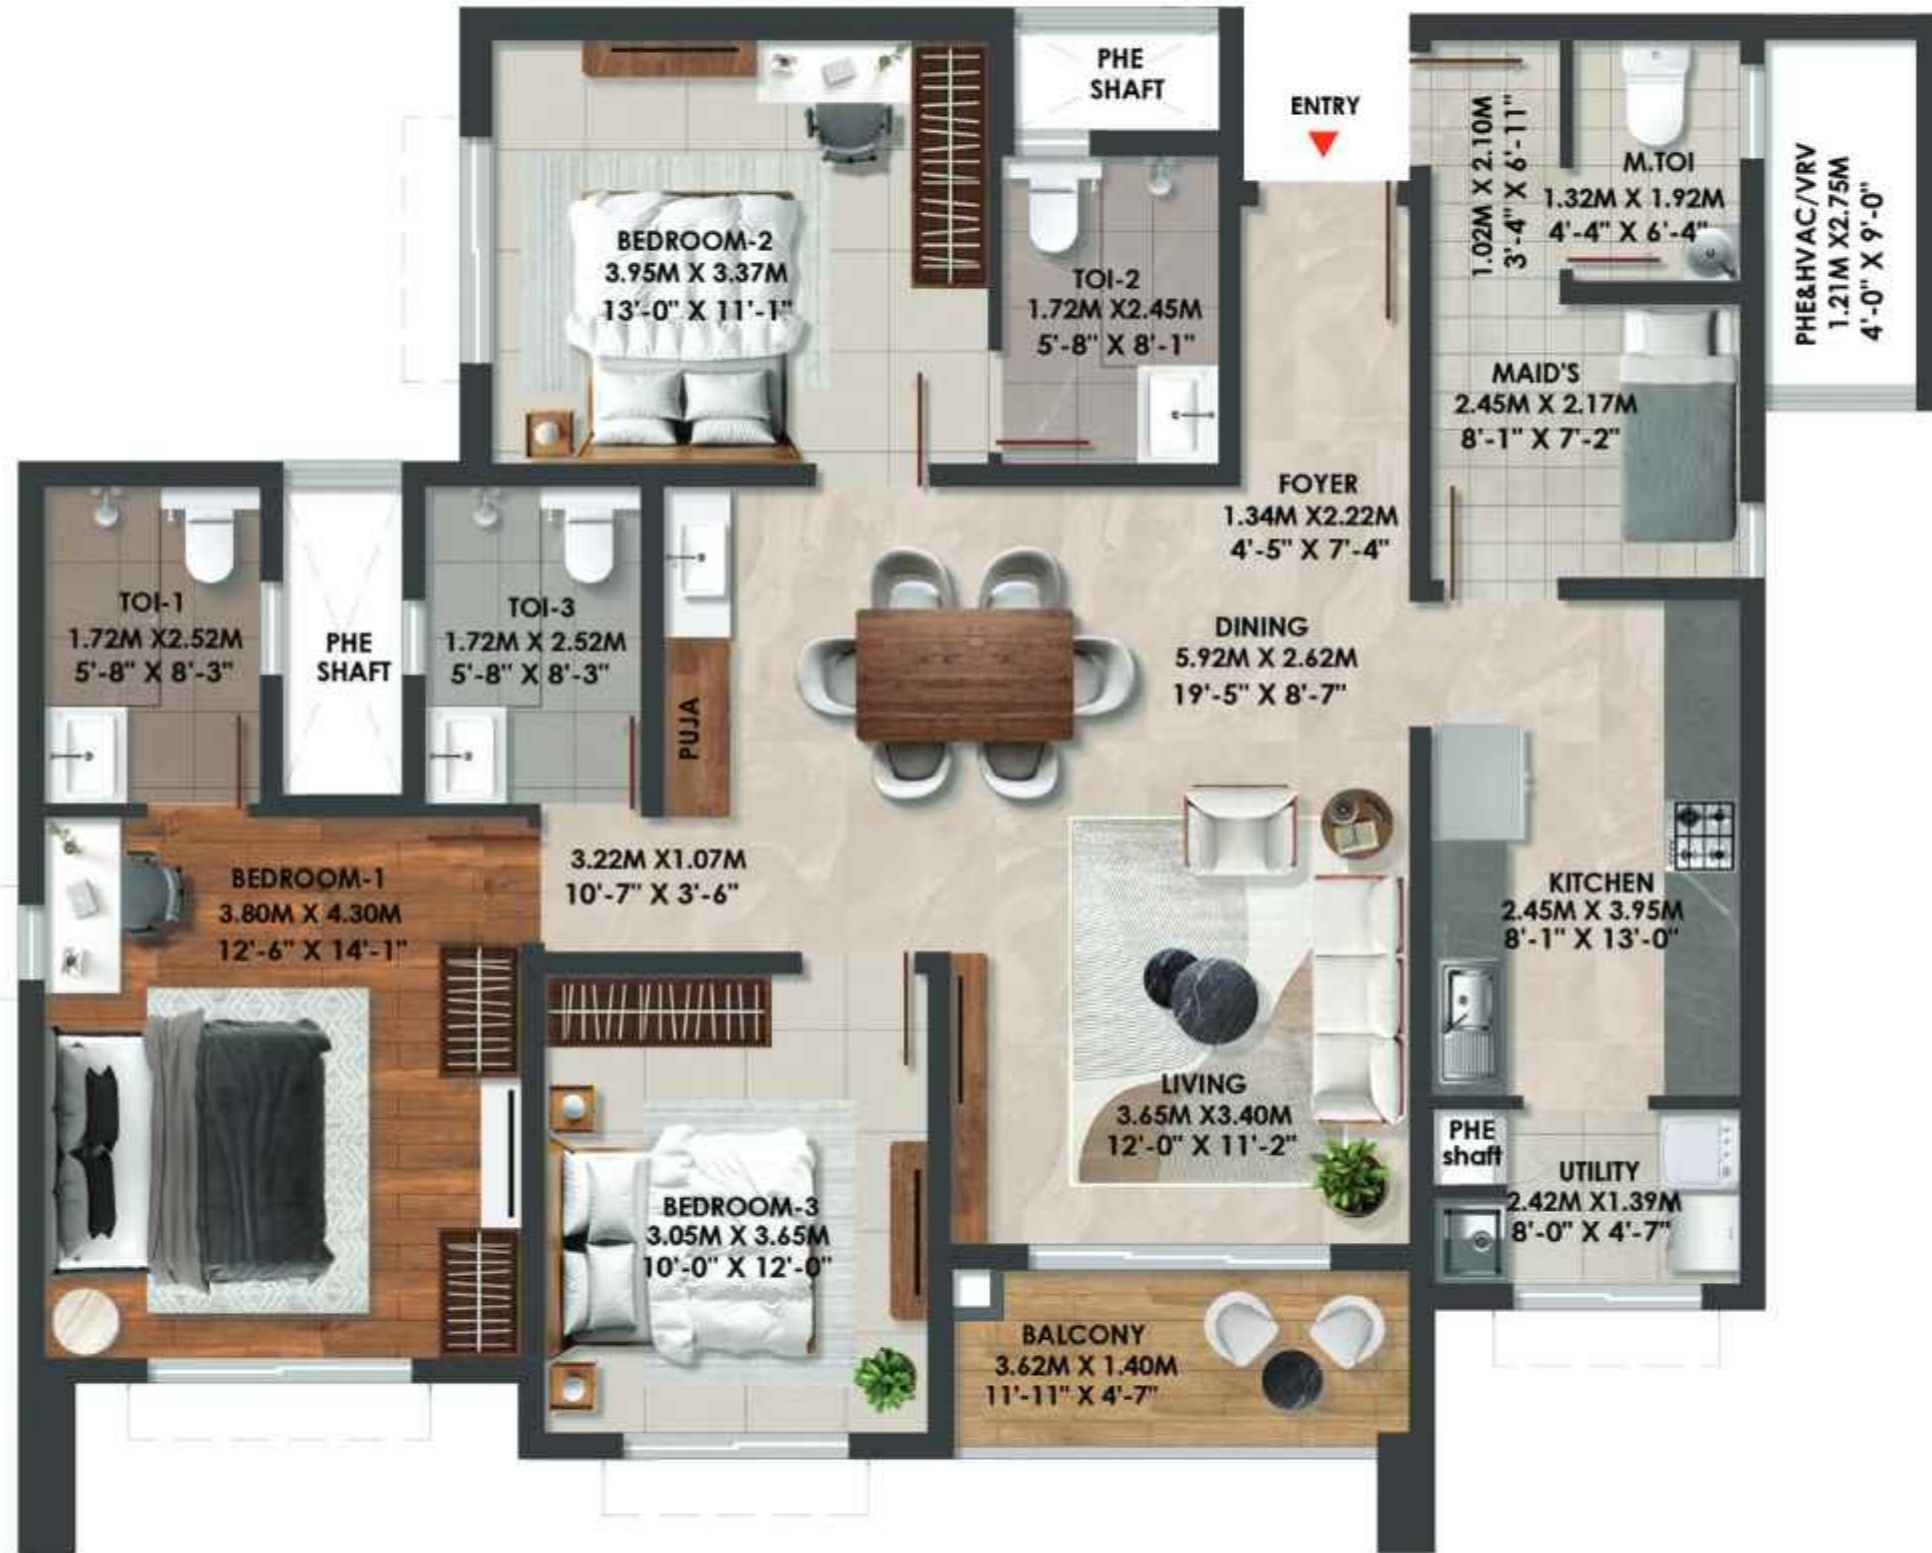 PHE
SHAFT
ENTRY
1.02M X 2.10M
3'-4" X 6'-11"
M.TOI
1.32M X 1.92M
4'-4" X 6'-4"
PHE&HVAC/VRV
1.21M X2.75M
4'-0" X 9'-0"
BEDROOM-2
3.95M X 3.37M
13'-0" X 11'-1"
TOI-2
1.72M X2.45M
5'-8" X 8'-1"
MAID'S
2.45M X 2.17M
8'-1" X 7'-2"
FOYER
1.34M X2.22M
4'-5" X 7'-4"
TOI-1
1.72M X2.52M
5'-8" X 8'-3"
PHE
SHAFT
TOI-3
1.72M X 2.52M
5'-8" X 8'-3"
PUJA
DINING
5.92M X 2.62M
19'-5" X 8'-7"
BEDROOM-1
3.80M X 4.30M
12'-6" X 14'-1"
3.22M X1.07M
10'-7" X 3'-6"
KITCHEN
2.45M X 3.95M
8'-1" X 13'-0"
LIVING
3.65M X3.40M
12'-0" X 11'-2"
PHE
shaft
UTILITY
2.42M X1.39M
8'-0" X 4'-7"
BEDROOM-3
3.05M X 3.65M
10'-0" X 12'-0"
BALCONY
3.62M X 1.40M
11'-11" X 4'-7"